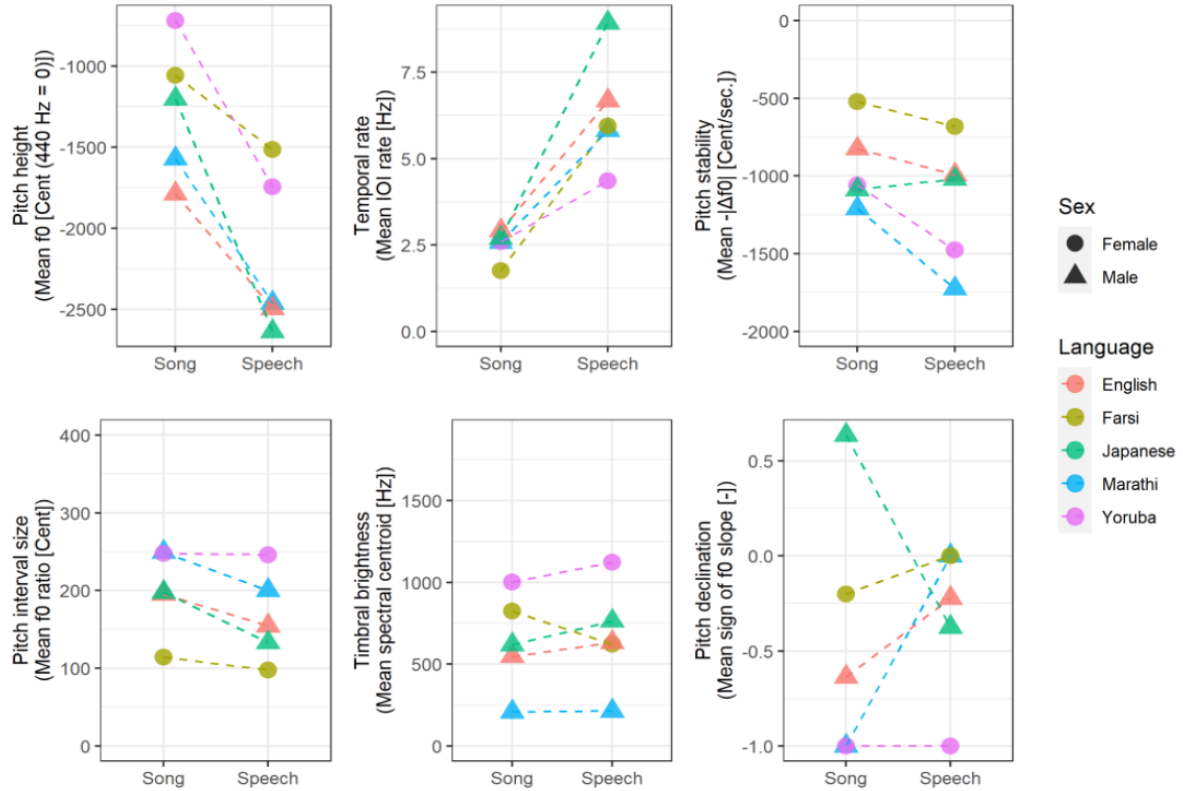 Pitch height
(Mean f0 [Cent (440 Hz = 0)])
-1000
-1500
-2000
-2500
Song
Speech
Temporal rate
(Mean IOI rate [Hz])
7.5
5.0
2.5
0.0
Song
Speech
Pitch stability
(Mean -|Δf0| [Cent/sec.])
0
-500
-1000
-1500
-2000
Song
Speech
Sex
Female
Male
Language
English
Farsi
Japanese
Marathi
Yoruba
Pitch interval size
(Mean f0 ratio [Cent])
400
300
200
100
0
Song
Speech
Timbral brightness
(Mean spectral centroid [Hz])
1500
1000
500
0
Song
Speech
Pitch declination
(Mean sign of f0 slope [-])
0.5
0.0
-0.5
-1.0
Song
Speech